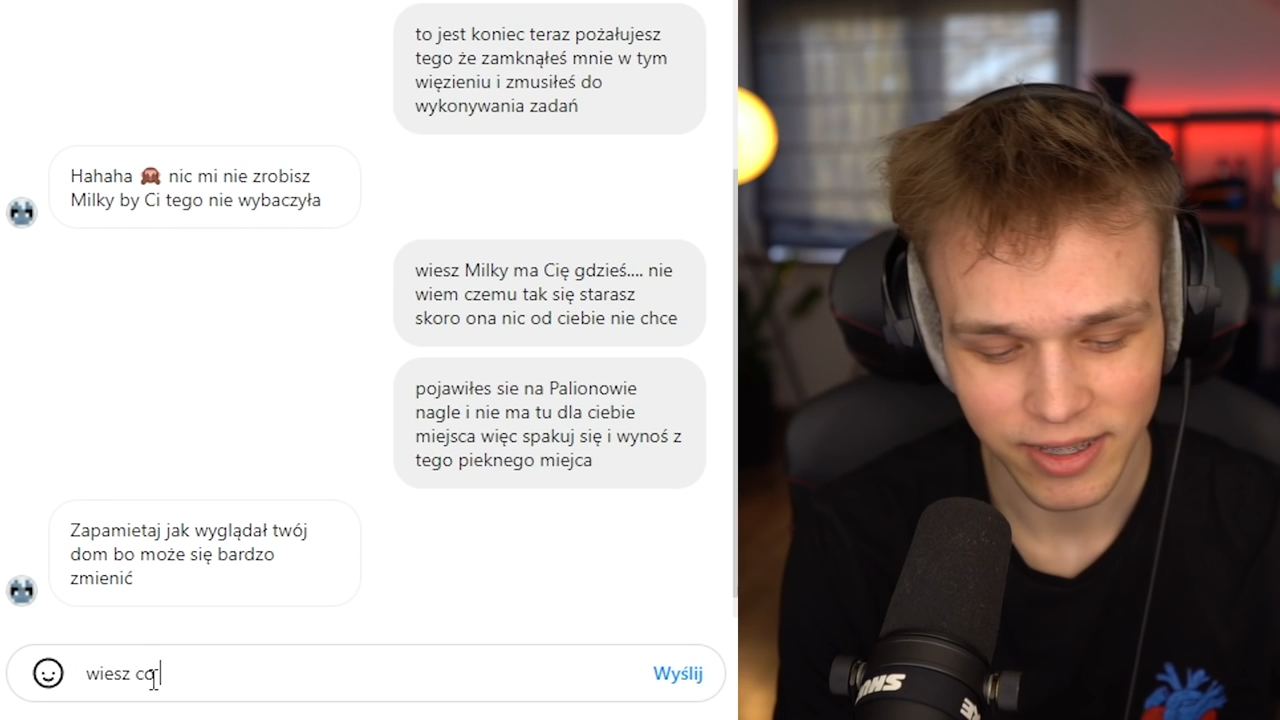 to jest koniec teraz pożałujesz
tego że zamknąłeś mnie w tym
więzieniu i zmusiłeś do
wykonywania zadań
Hahaha 🙊 nic mi nie zrobisz
Milky by Ci tego nie wybaczyła
wiesz Milky ma Cię gdzieś.... nie
wiem czemu tak się starasz
skoro ona nic od ciebie nie chce
pojawiłes sie na Palionowie
nagle i nie ma tu dla ciebie
miejsca więc spakuj się i wynoś z
tego pieknego miejca
Zapamietaj jak wyglądał twój
dom bo może się bardzo
zmienić
wiesz co
Wyślij